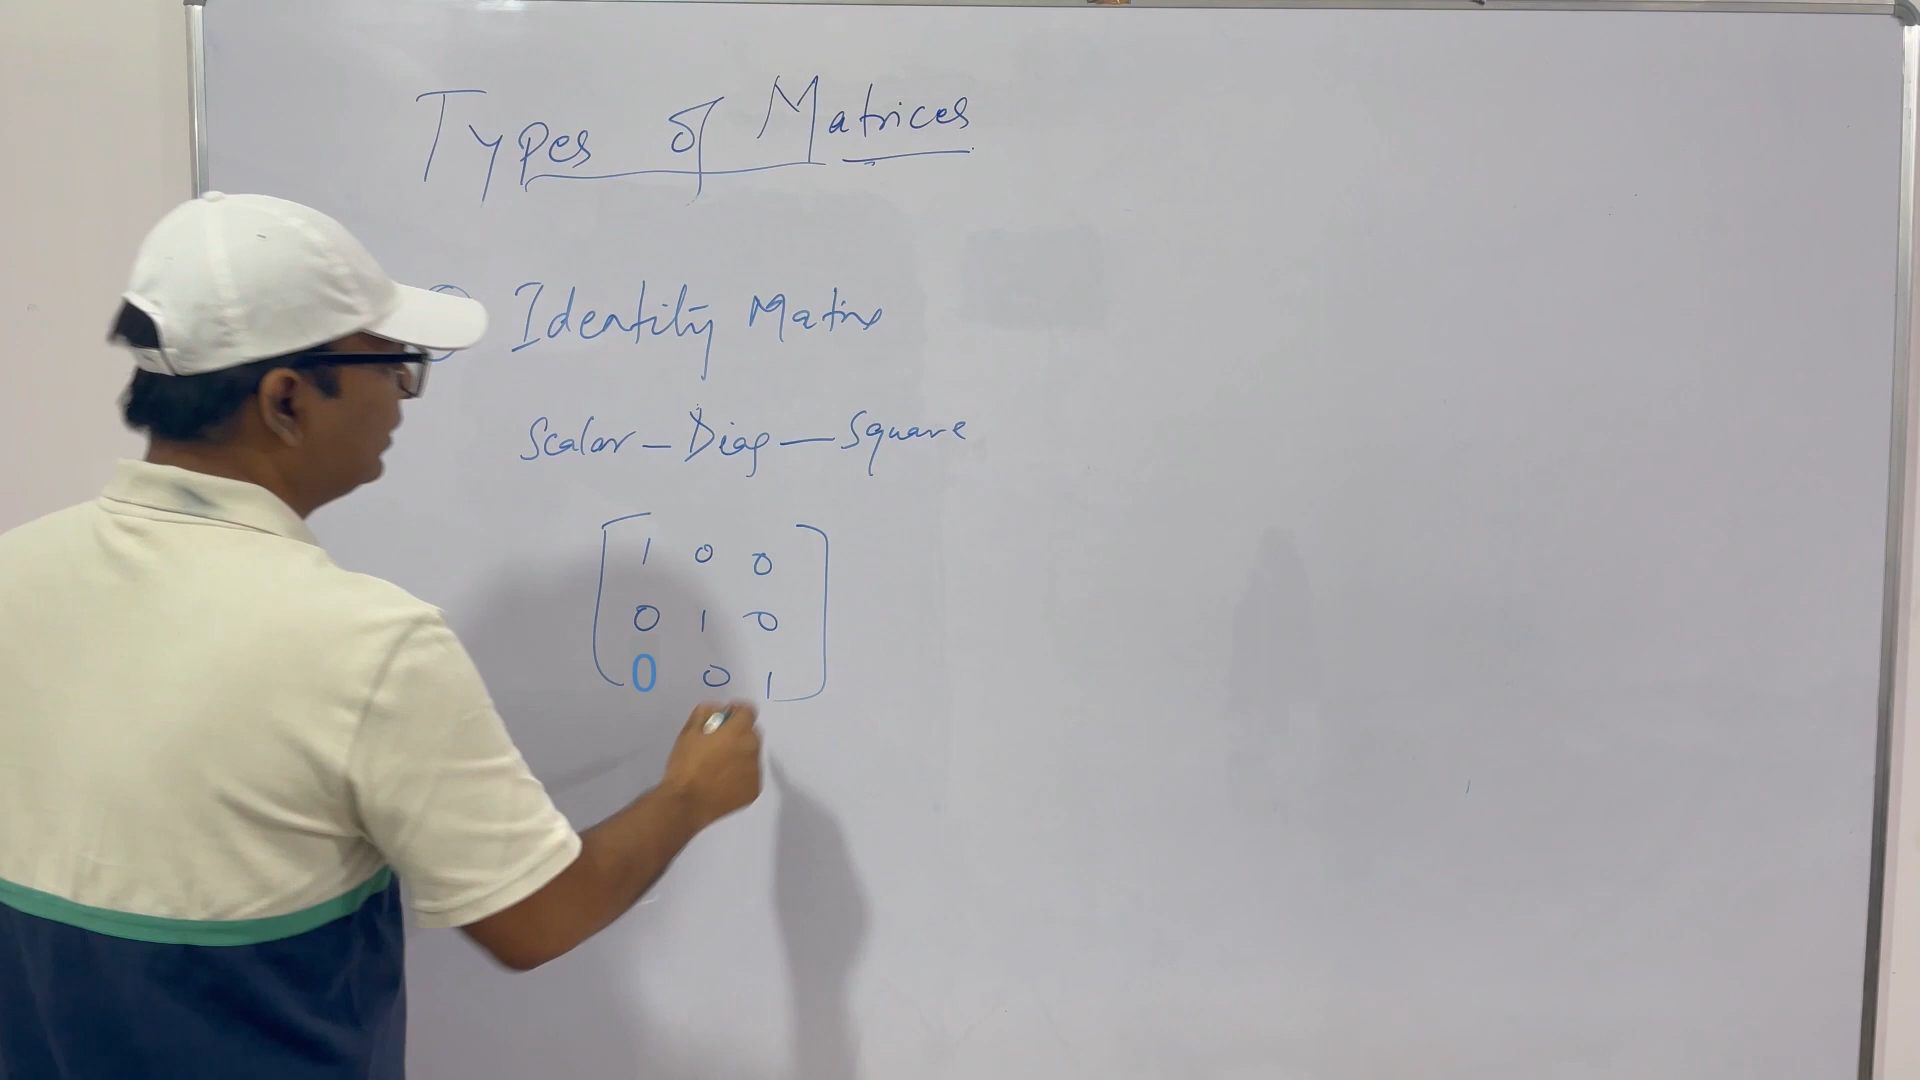 Types of Matrices
Identity Matrix
Scalar – Diag – Square
1 0 0
0 1 0
0 0 1